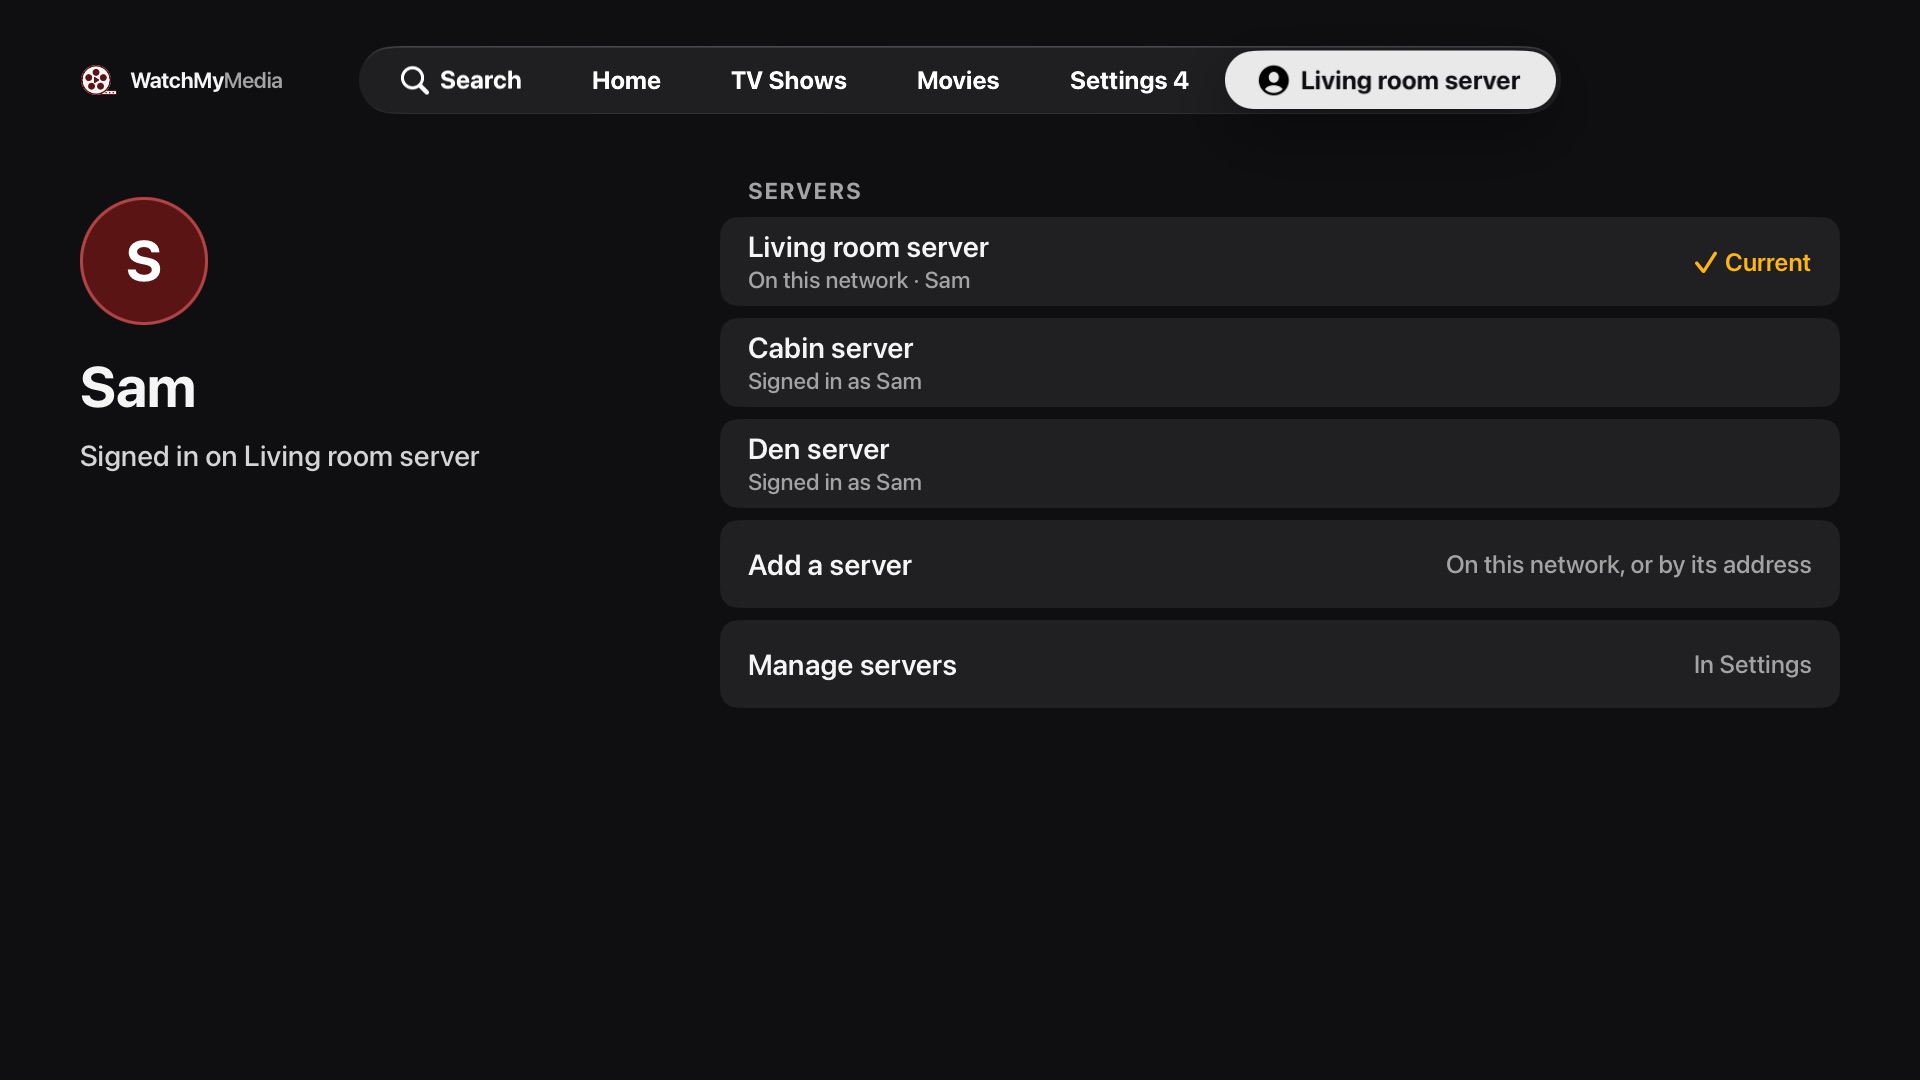 WatchMyMedia
Search Home TV Shows Movies Settings 4 Living room server
S
Sam
Signed in on Living room server
SERVERS
Living room server
On this network · Sam
Current
Cabin server
Signed in as Sam
Den server
Signed in as Sam
Add a server
On this network, or by its address
Manage servers
In Settings